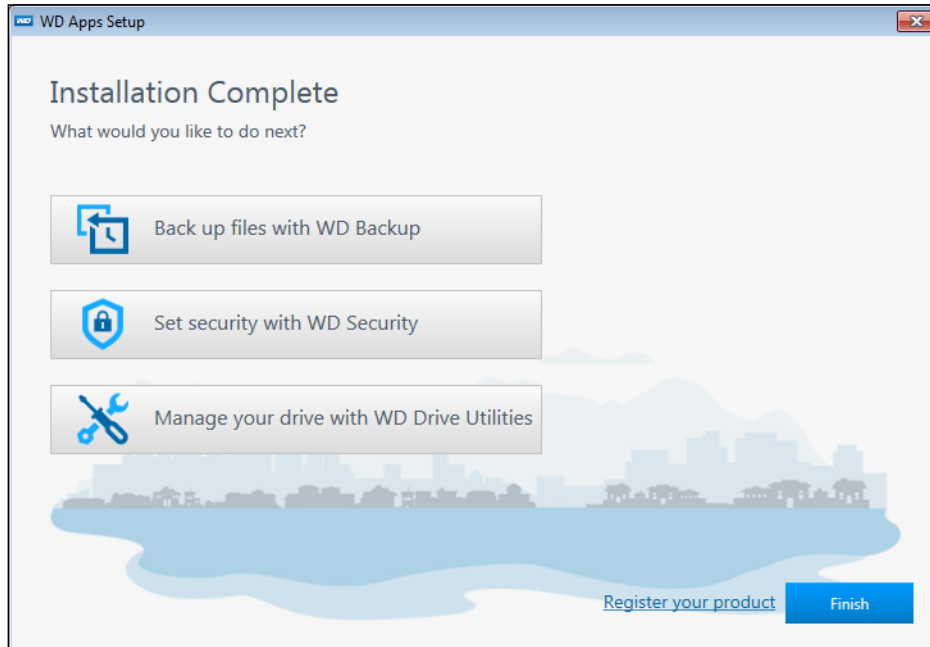 WD WD Apps Setup
Installation Complete
What would you like to do next?
Back up files with WD Backup
Set security with WD Security
Manage your drive with WD Drive Utilities
Register your product
Finish